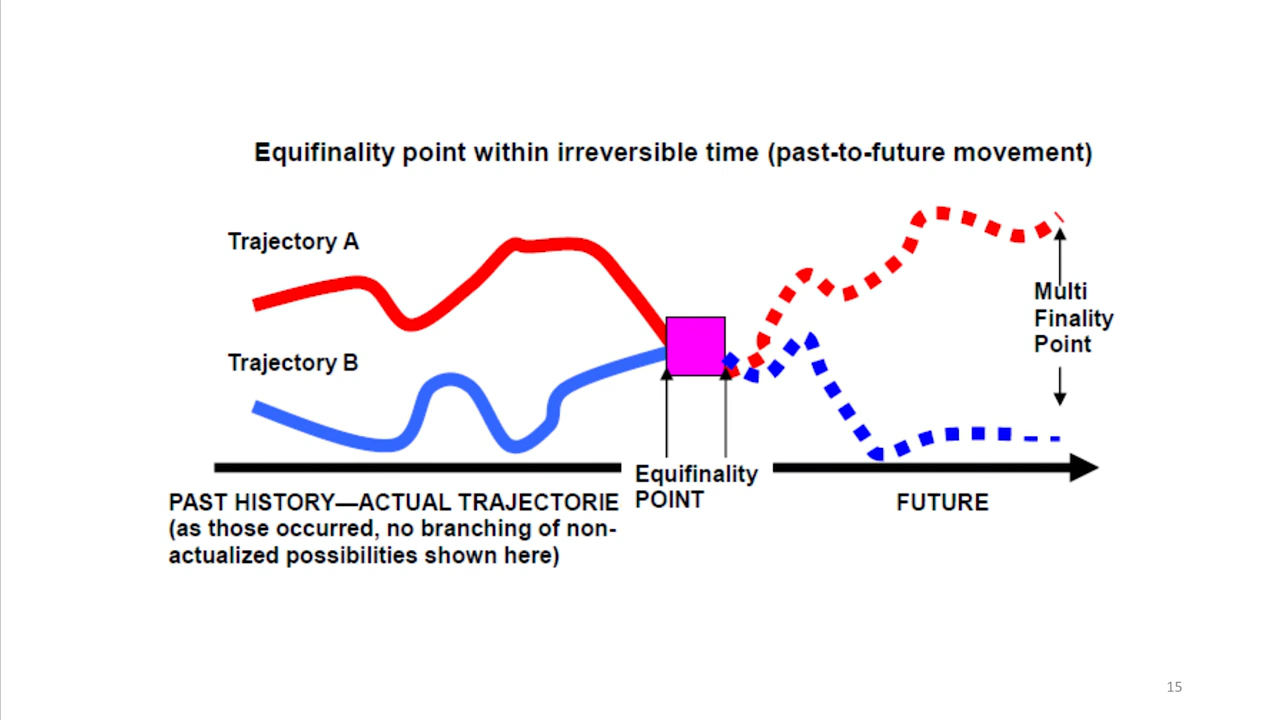 Equifinality point within irreversible time (past-to-future movement)
Trajectory A
Trajectory B
Multi
Finality
Point
Equifinality
POINT
PAST HISTORY—ACTUAL TRAJECTORIE
(as those occurred, no branching of non-
actualized possibilities shown here)
FUTURE
15